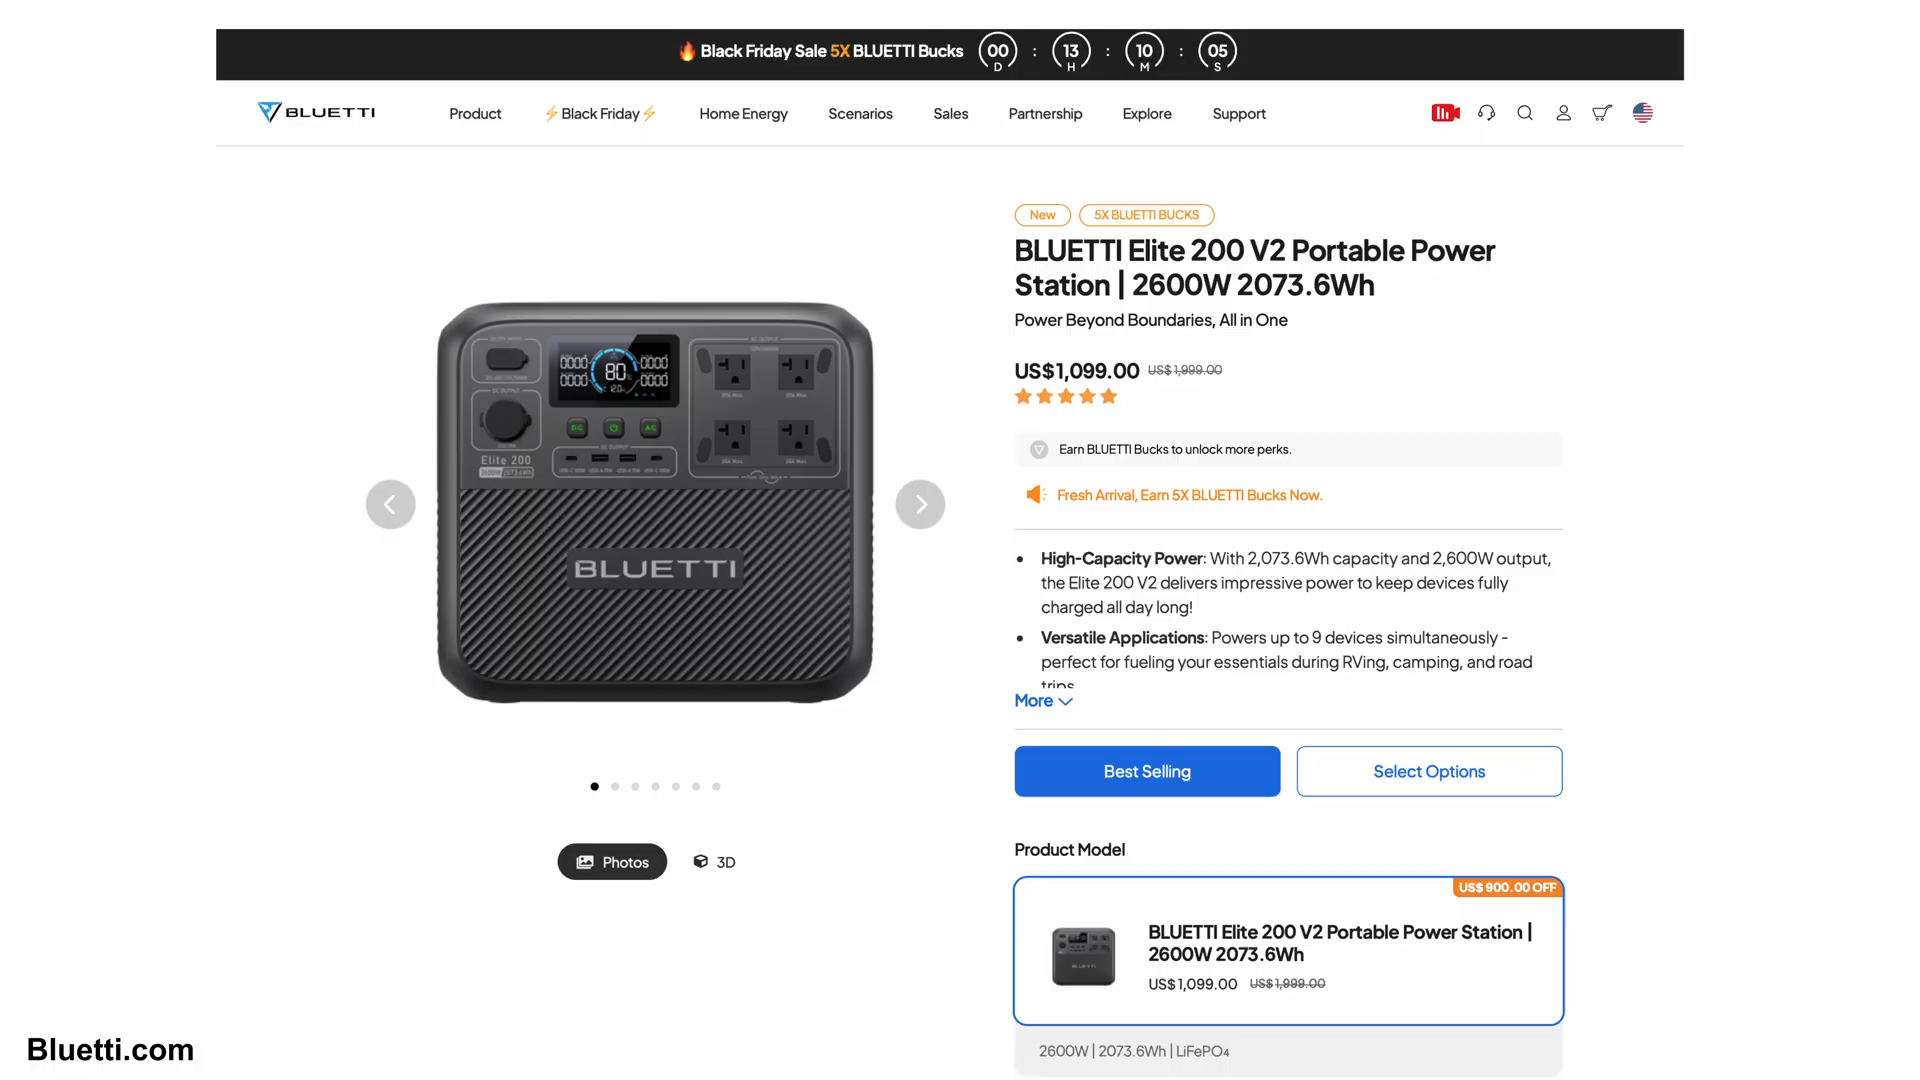 🔥 Black Friday Sale 5X BLUETTI Bucks 00 D : 13 H : 10 M : 05 S
BLUETTI Product ⚡Black Friday⚡ Home Energy Scenarios Sales Partnership Explore Support
New 5X BLUETTI BUCKS
BLUETTI Elite 200 V2 Portable Power
Station | 2600W 2073.6Wh
Power Beyond Boundaries, All in One
US$1,099.00 US$1,999.00
Earn BLUETTI Bucks to unlock more perks.
Fresh Arrival, Earn 5X BLUETTI Bucks Now.
• High-Capacity Power: With 2,073.6Wh capacity and 2,600W output,
the Elite 200 V2 delivers impressive power to keep devices fully
charged all day long!
• Versatile Applications: Powers up to 9 devices simultaneously -
perfect for fueling your essentials during RVing, camping, and road
trips
More
Best Selling Select Options
Product Model
US$ 900.00 OFF
BLUETTI Elite 200 V2 Portable Power Station |
2600W 2073.6Wh
US$1,099.00 US$1,999.00
2600W | 2073.6Wh | LiFePO₄
80%
DC AC
Elite 200
BLUETTI
Photos 3D
Bluetti.com